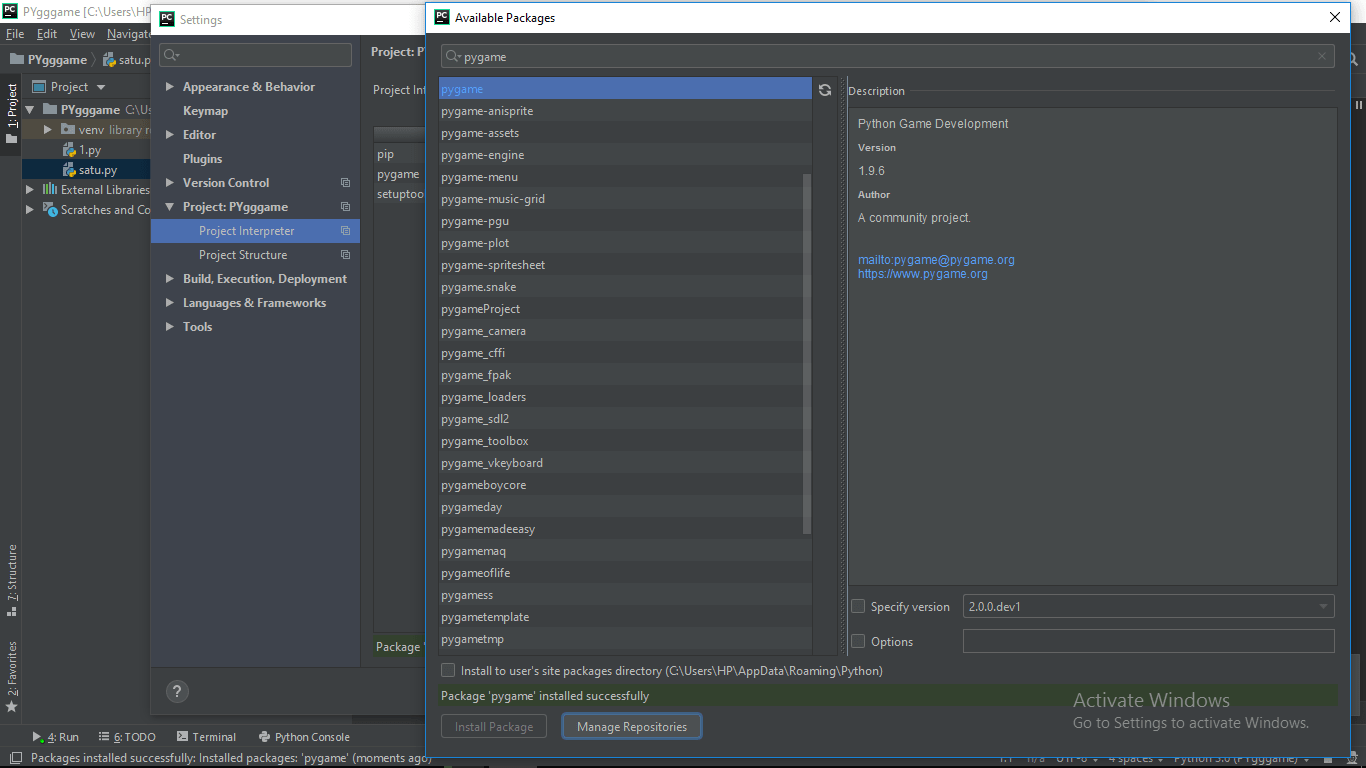 PYgggame [C:\Users\HP
File Edit View Navigate
PYgggame
satu.p
1: Project
Project
PYgggame C:\Us
venv library r
1.py
satu.py
External Libraries
Scratches and Co
7: Structure
2: Favorites
Settings
Appearance & Behavior
Keymap
Editor
Plugins
Version Control
Project: PYgggame
Project Interpreter
Project Structure
Build, Execution, Deployment
Languages & Frameworks
Tools
?
Project: PY
Project Int
pip
pygame
setuptoo
Package '
Available Packages
pygame
pygame
pygame-anisprite
pygame-assets
pygame-engine
pygame-menu
pygame-music-grid
pygame-pgu
pygame-plot
pygame-spritesheet
pygame.snake
pygameProject
pygame_camera
pygame_cffi
pygame_fpak
pygame_loaders
pygame_sdl2
pygame_toolbox
pygame_vkeyboard
pygameboycore
pygameday
pygamemadeeasy
pygamemaq
pygameoflife
pygamess
pygametemplate
pygametmp
Description
Python Game Development
Version
1.9.6
Author
A community project.
mailto:pygame@pygame.org
https://www.pygame.org
Specify version 2.0.0.dev1
Options
Install to user's site packages directory (C:\Users\HP\AppData\Roaming\Python)
Package 'pygame' installed successfully
Install Package Manage Repositories
Activate Windows
Go to Settings to activate Windows.
4: Run 6: TODO Terminal Python Console
Packages installed successfully: Installed packages: 'pygame' (moments ago)
1:1 n/a UTF-8 4 spaces Python 3.6 (PYgggame)